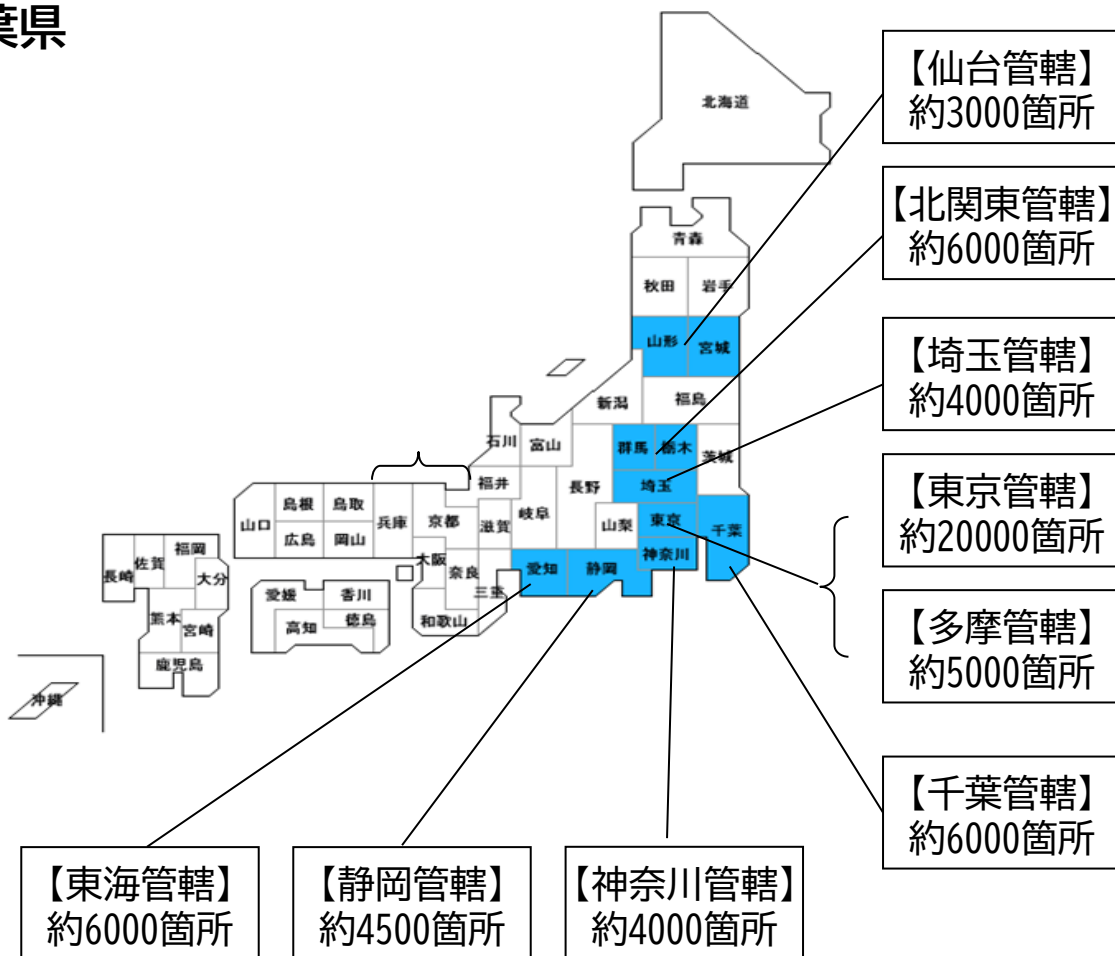 葉県
北海道
【仙台管轄】
約3000箇所
青森
【北関東管轄】
約6000箇所
秋田 岩手
山形 宮城
【埼玉管轄】
約4000箇所
新潟 福島
石川 富山 群馬 栃木 茨城
福井 長野 埼玉
【東京管轄】
約20000箇所
山口 島根 鳥取 兵庫 京都 滋賀 岐阜 山梨 東京 千葉
広島 岡山
神奈川
福岡
佐賀
長崎 大分
大阪 奈良 愛知 静岡
三重
愛媛 香川
熊本 宮崎 高知 徳島 和歌山
【多摩管轄】
約5000箇所
鹿児島
沖縄
【千葉管轄】
約6000箇所
【東海管轄】
約6000箇所
【静岡管轄】
約4500箇所
【神奈川管轄】
約4000箇所